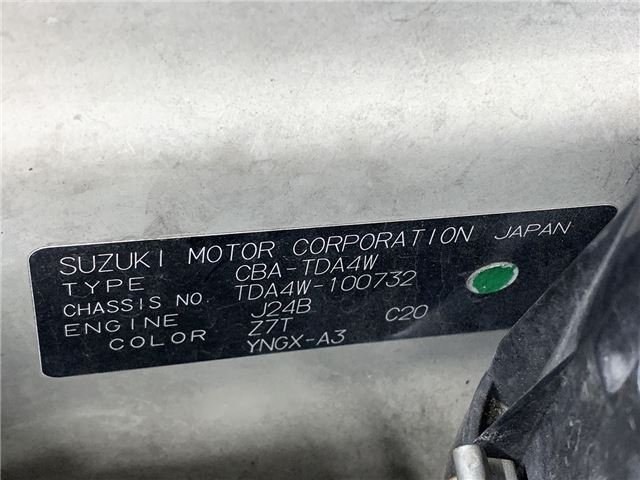 SUZUKI MOTOR CORPORATION JAPAN
TYPE CBA-TDA4W
CHASSIS NO. TDA4W-100732
ENGINE J24B
COLOR Z7T C20
YNGX-A3